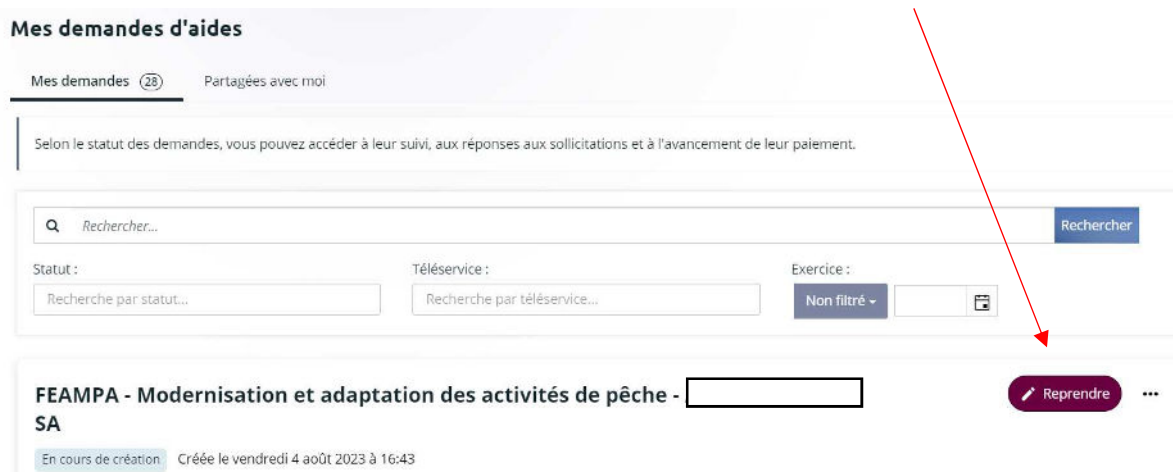 Mes demandes d'aides
Mes demandes (28) Partagées avec moi
Selon le statut des demandes, vous pouvez accéder à leur suivi, aux réponses aux sollicitations et à l'avancement de leur paiement.
Rechercher... Rechercher
Statut : Téléservice : Exercice :
Recherche par statut... Recherche par téléservice... Non filtré
FEAMPA - Modernisation et adaptation des activités de pêche - Reprendre ...
SA
En cours de création Créée le vendredi 4 août 2023 à 16:43